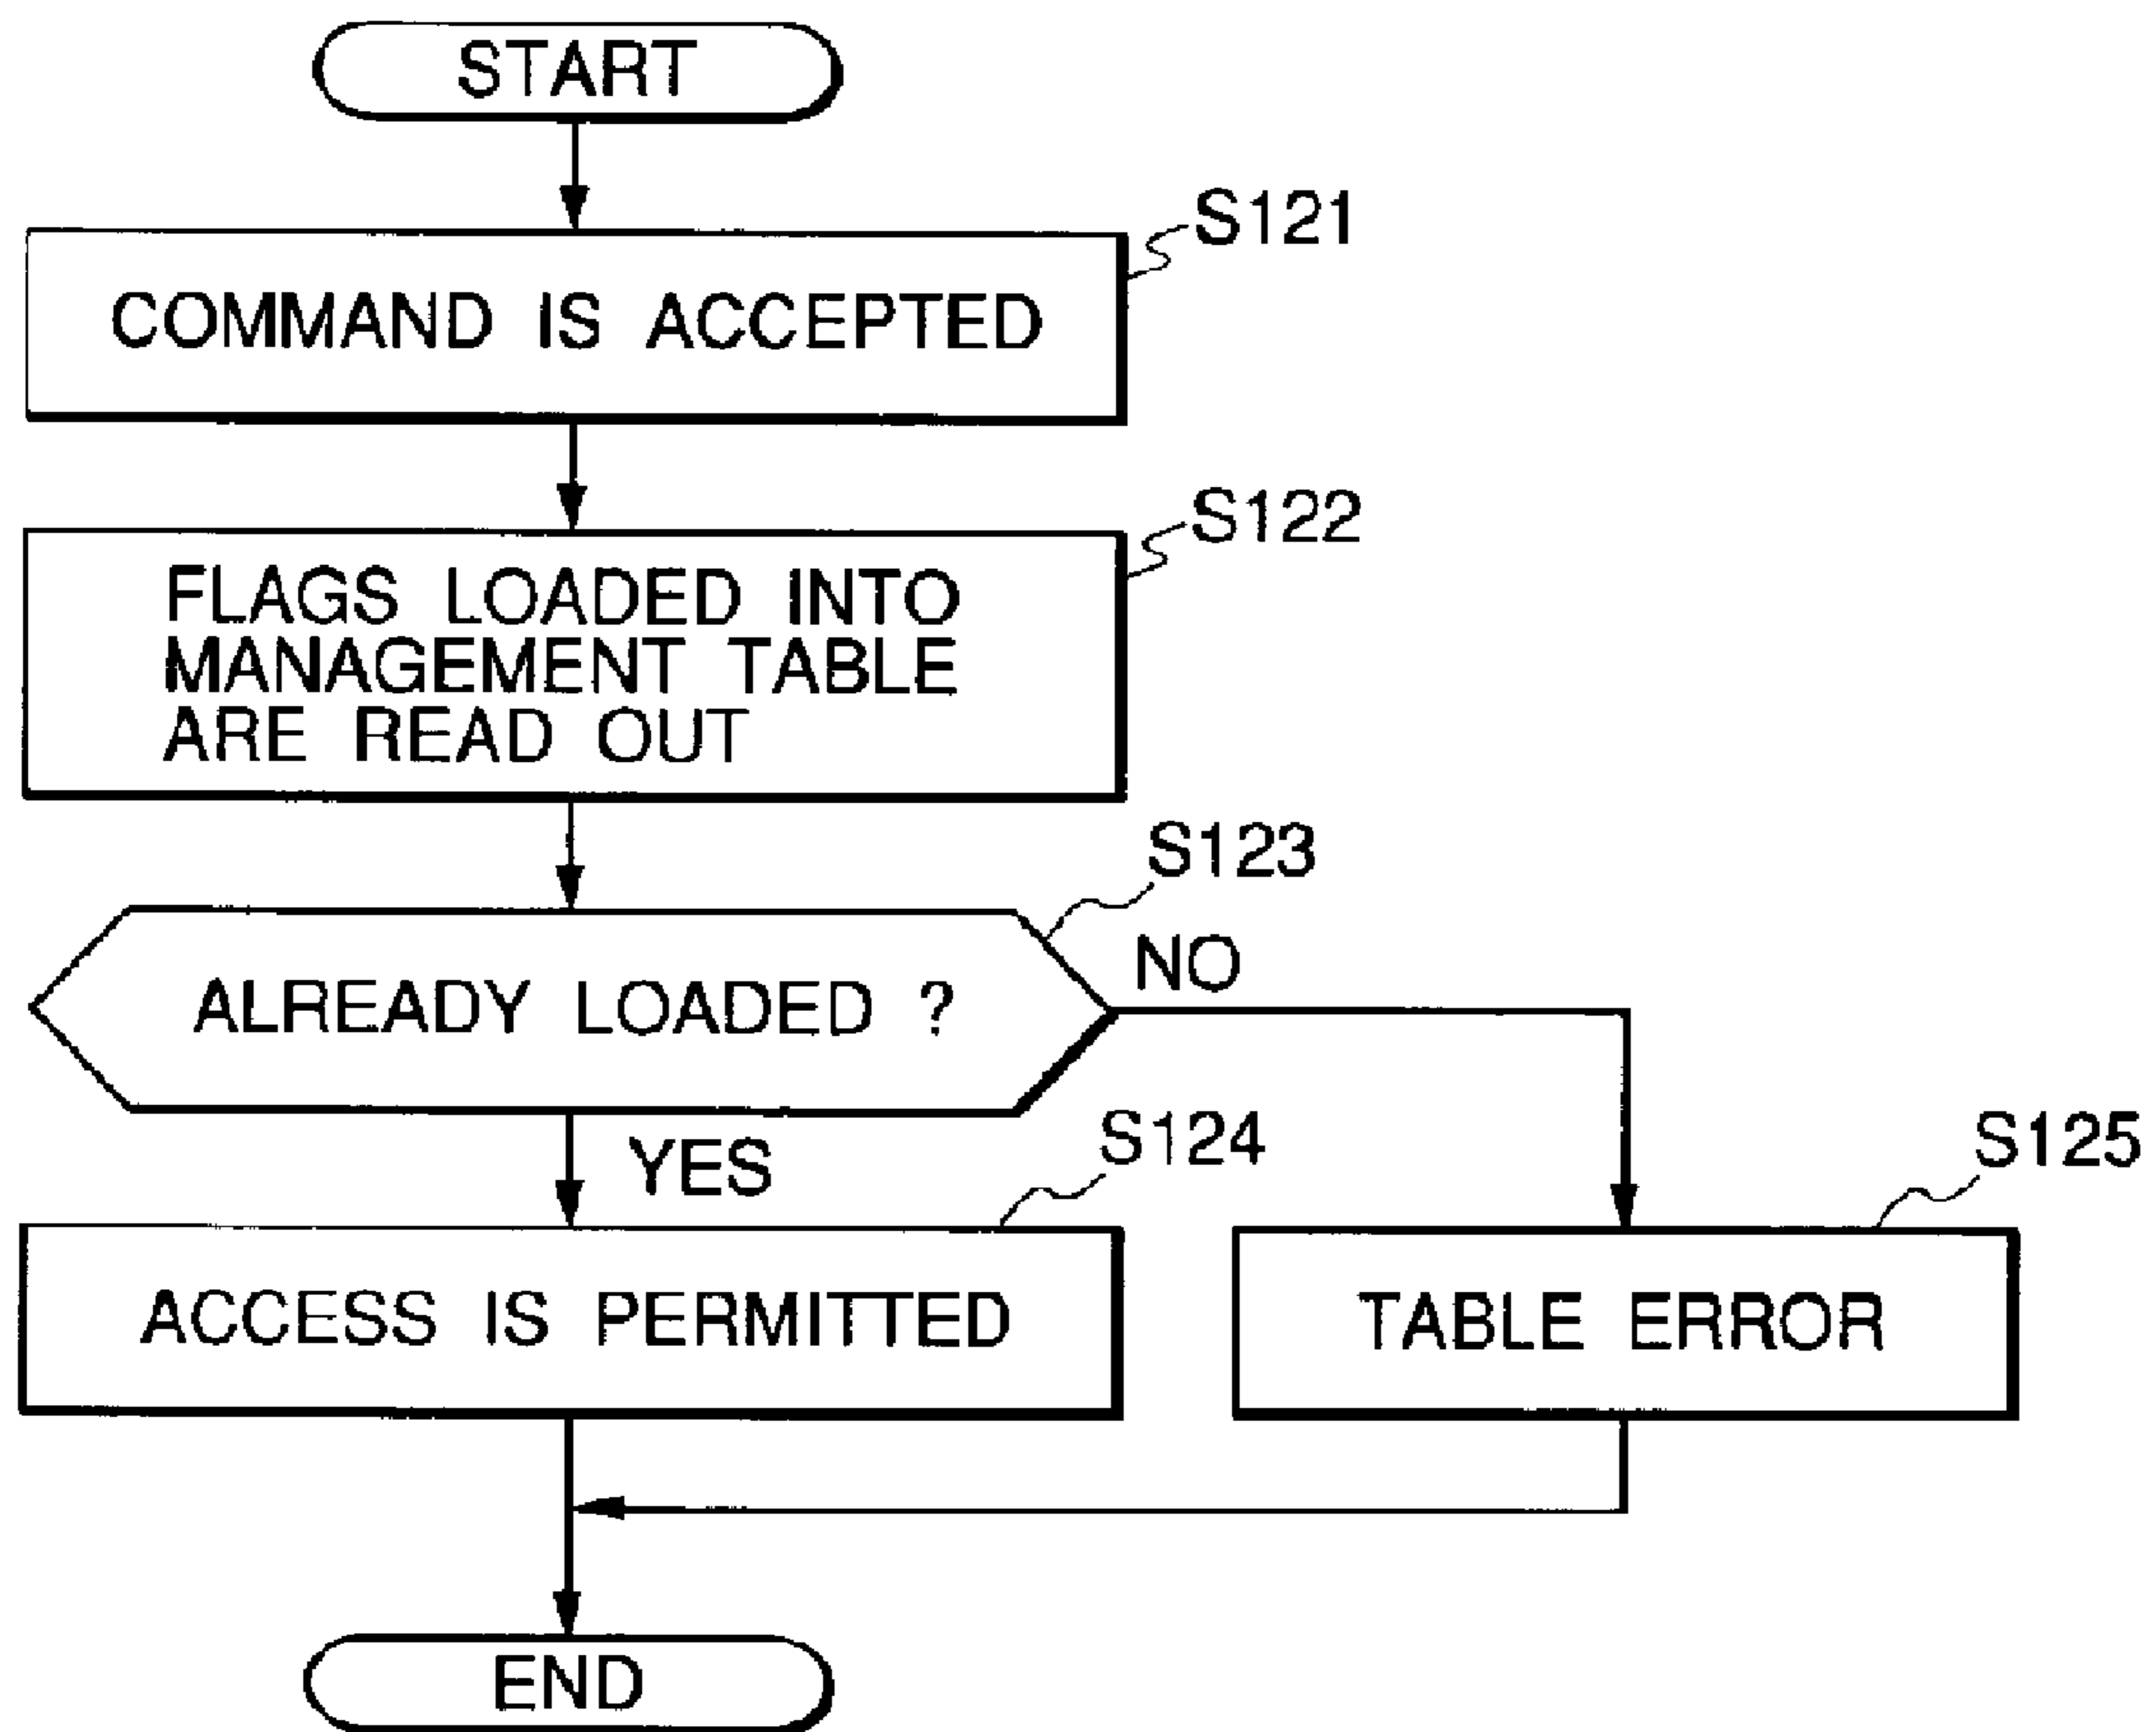 START
S121
COMMAND IS ACCEPTED
S122
FLAGS LOADED INTO
MANAGEMENT TABLE
ARE READ OUT
S123
NO
ALREADY LOADED ?
YES
S124
S125
ACCESS IS PERMITTED
TABLE ERROR
END